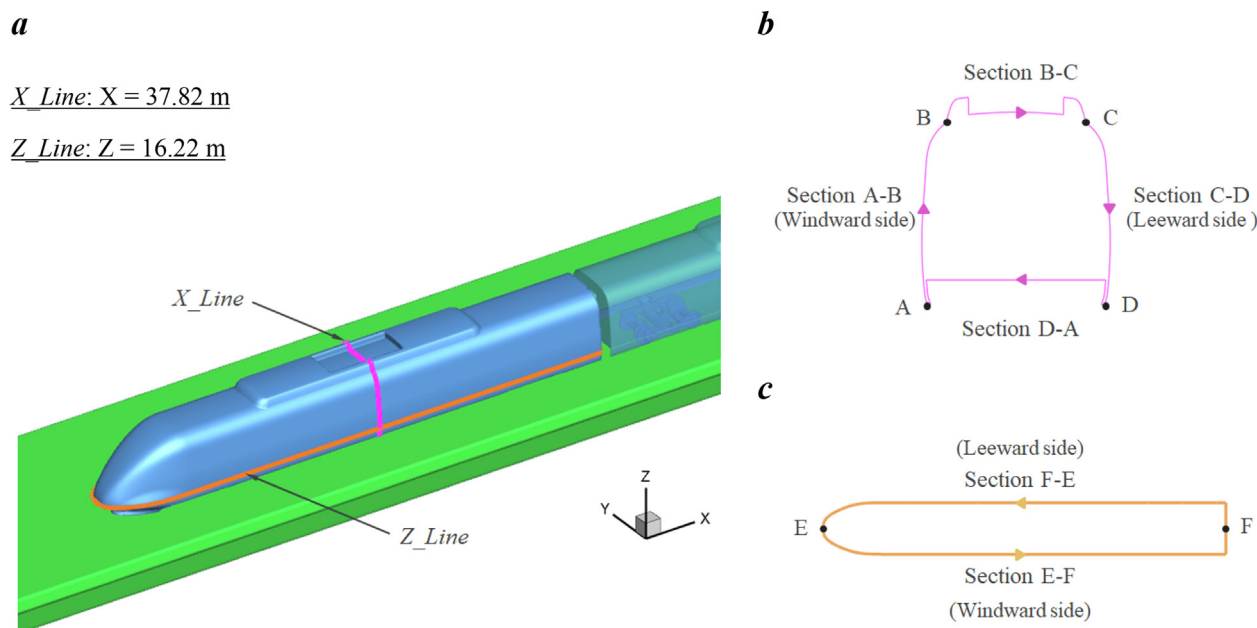 a
X_Line: X = 37.82 m
Z_Line: Z = 16.22 m
X_Line
Z_Line
Z
Y
X
b
Section B-C
B
C
Section A-B
(Windward side)
Section C-D
(Leeward side )
A
D
Section D-A
c
(Leeward side)
Section F-E
E
F
Section E-F
(Windward side)